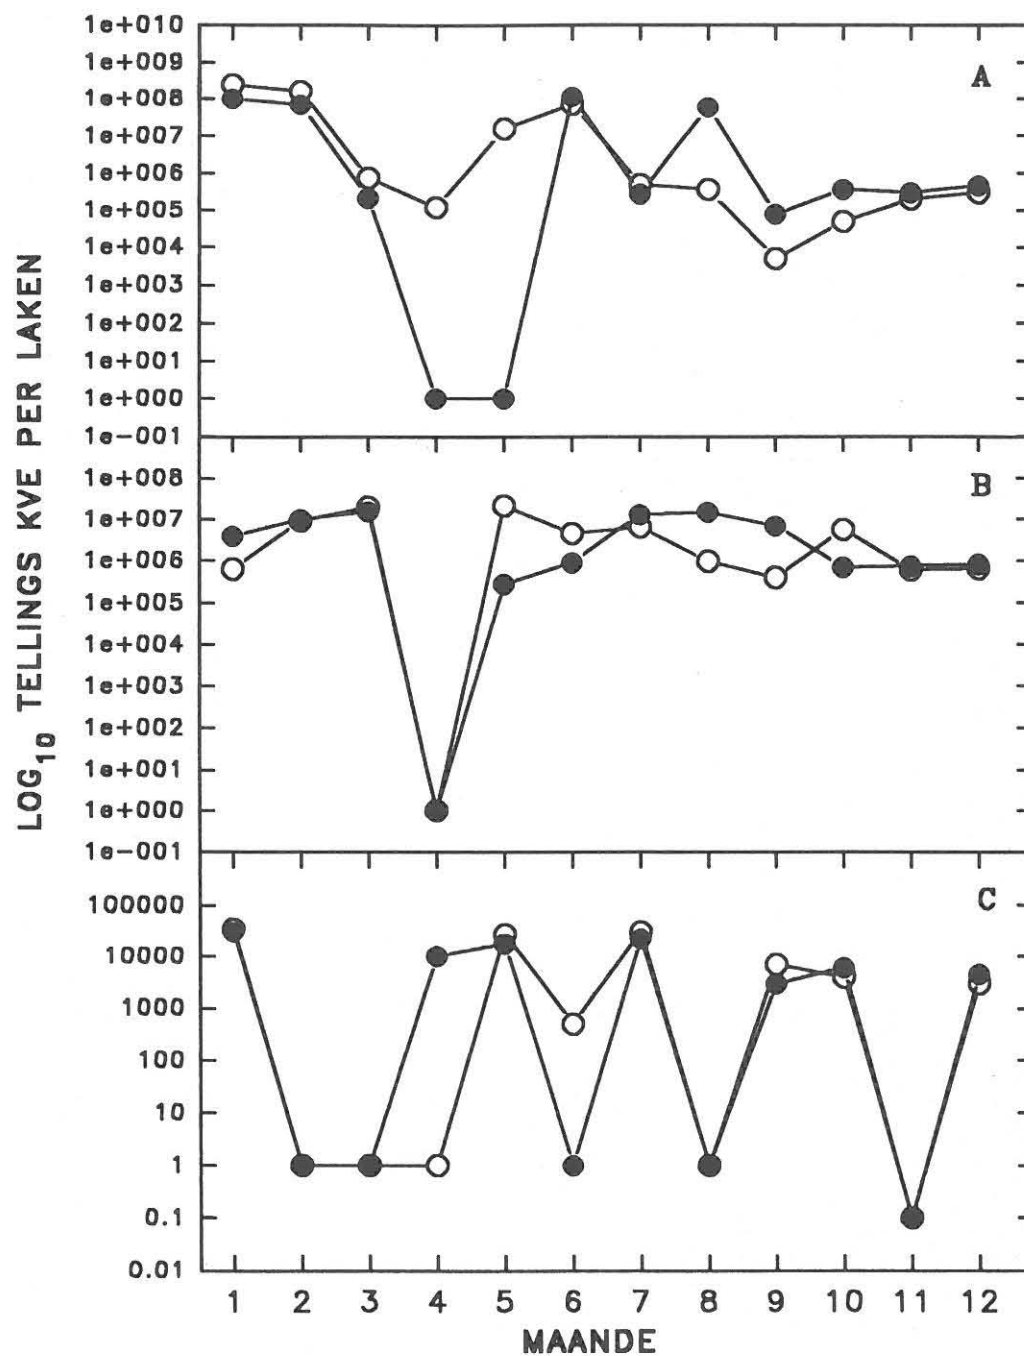 LOG₁₀ TELLINGS KVE PER LAKEN
A
1e+010
1e+009
1e+008
1e+007
1e+006
1e+005
1e+004
1e+003
1e+002
1e+001
1e+000
1e-001
B
1e+008
1e+007
1e+006
1e+005
1e+004
1e+003
1e+002
1e+001
1e+000
1e-001
C
100000
10000
1000
100
10
1
0.1
0.01
1 2 3 4 5 6 7 8 9 10 11 12
MAANDE